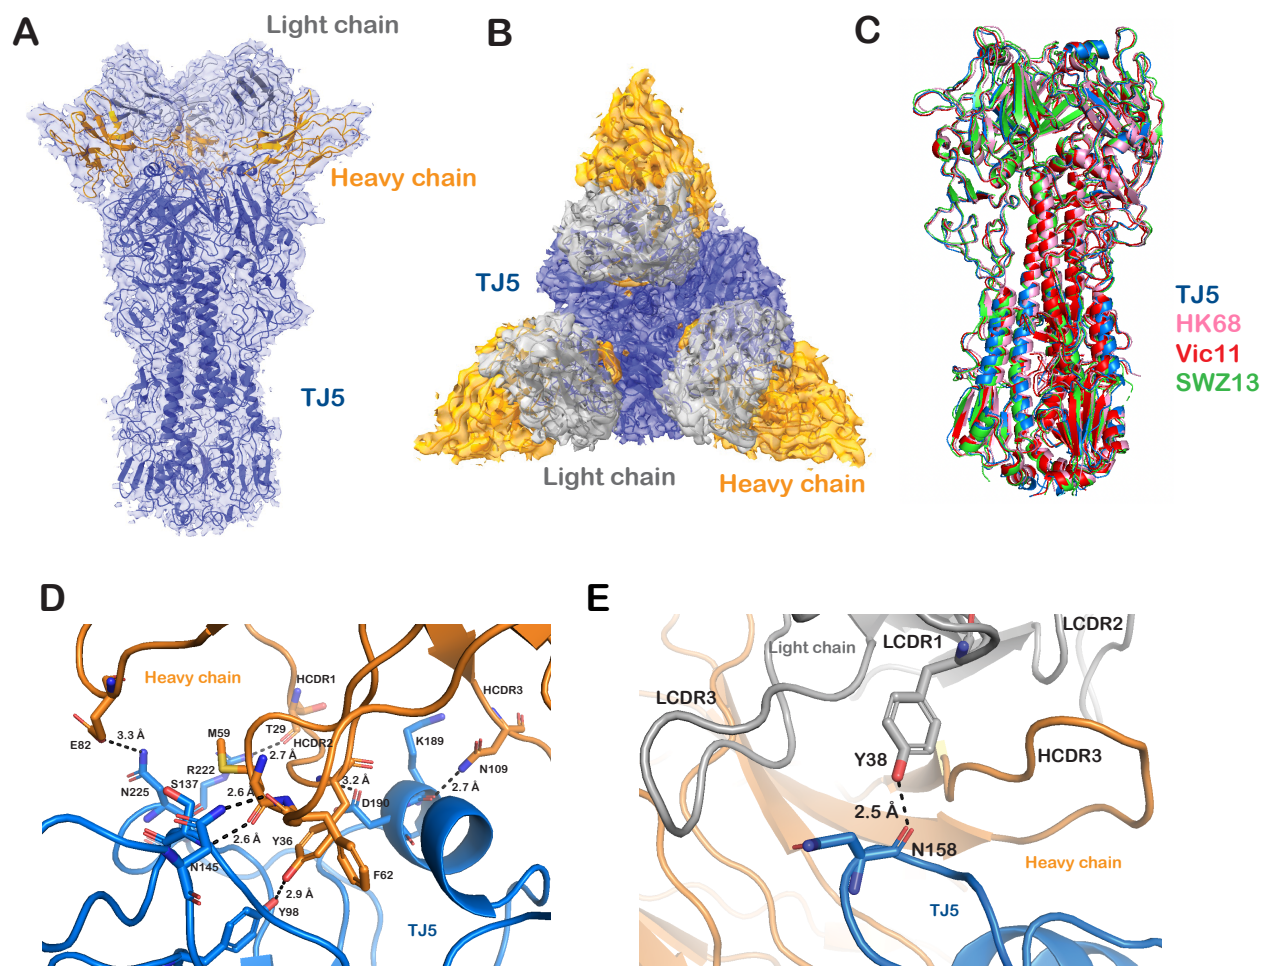 A
Light chain
Heavy chain
TJ5
B
TJ5
Light chain
Heavy chain
C
TJ5
HK68
Vic11
SWZ13
D
Heavy chain
HCDR1
HCDR3
E82
3.3 Å
M59
T29
HCDR2
K189
R222
2.7 Å
N109
S137
N225
2.6 Å
3.2 Å
2.7 Å
D190
2.6 Å
Y36
N145
F62
2.9 Å
Y98
TJ5
E
Light chain
LCDR1
LCDR2
LCDR3
HCDR3
Y38
2.5 Å
N158
Heavy chain
TJ5